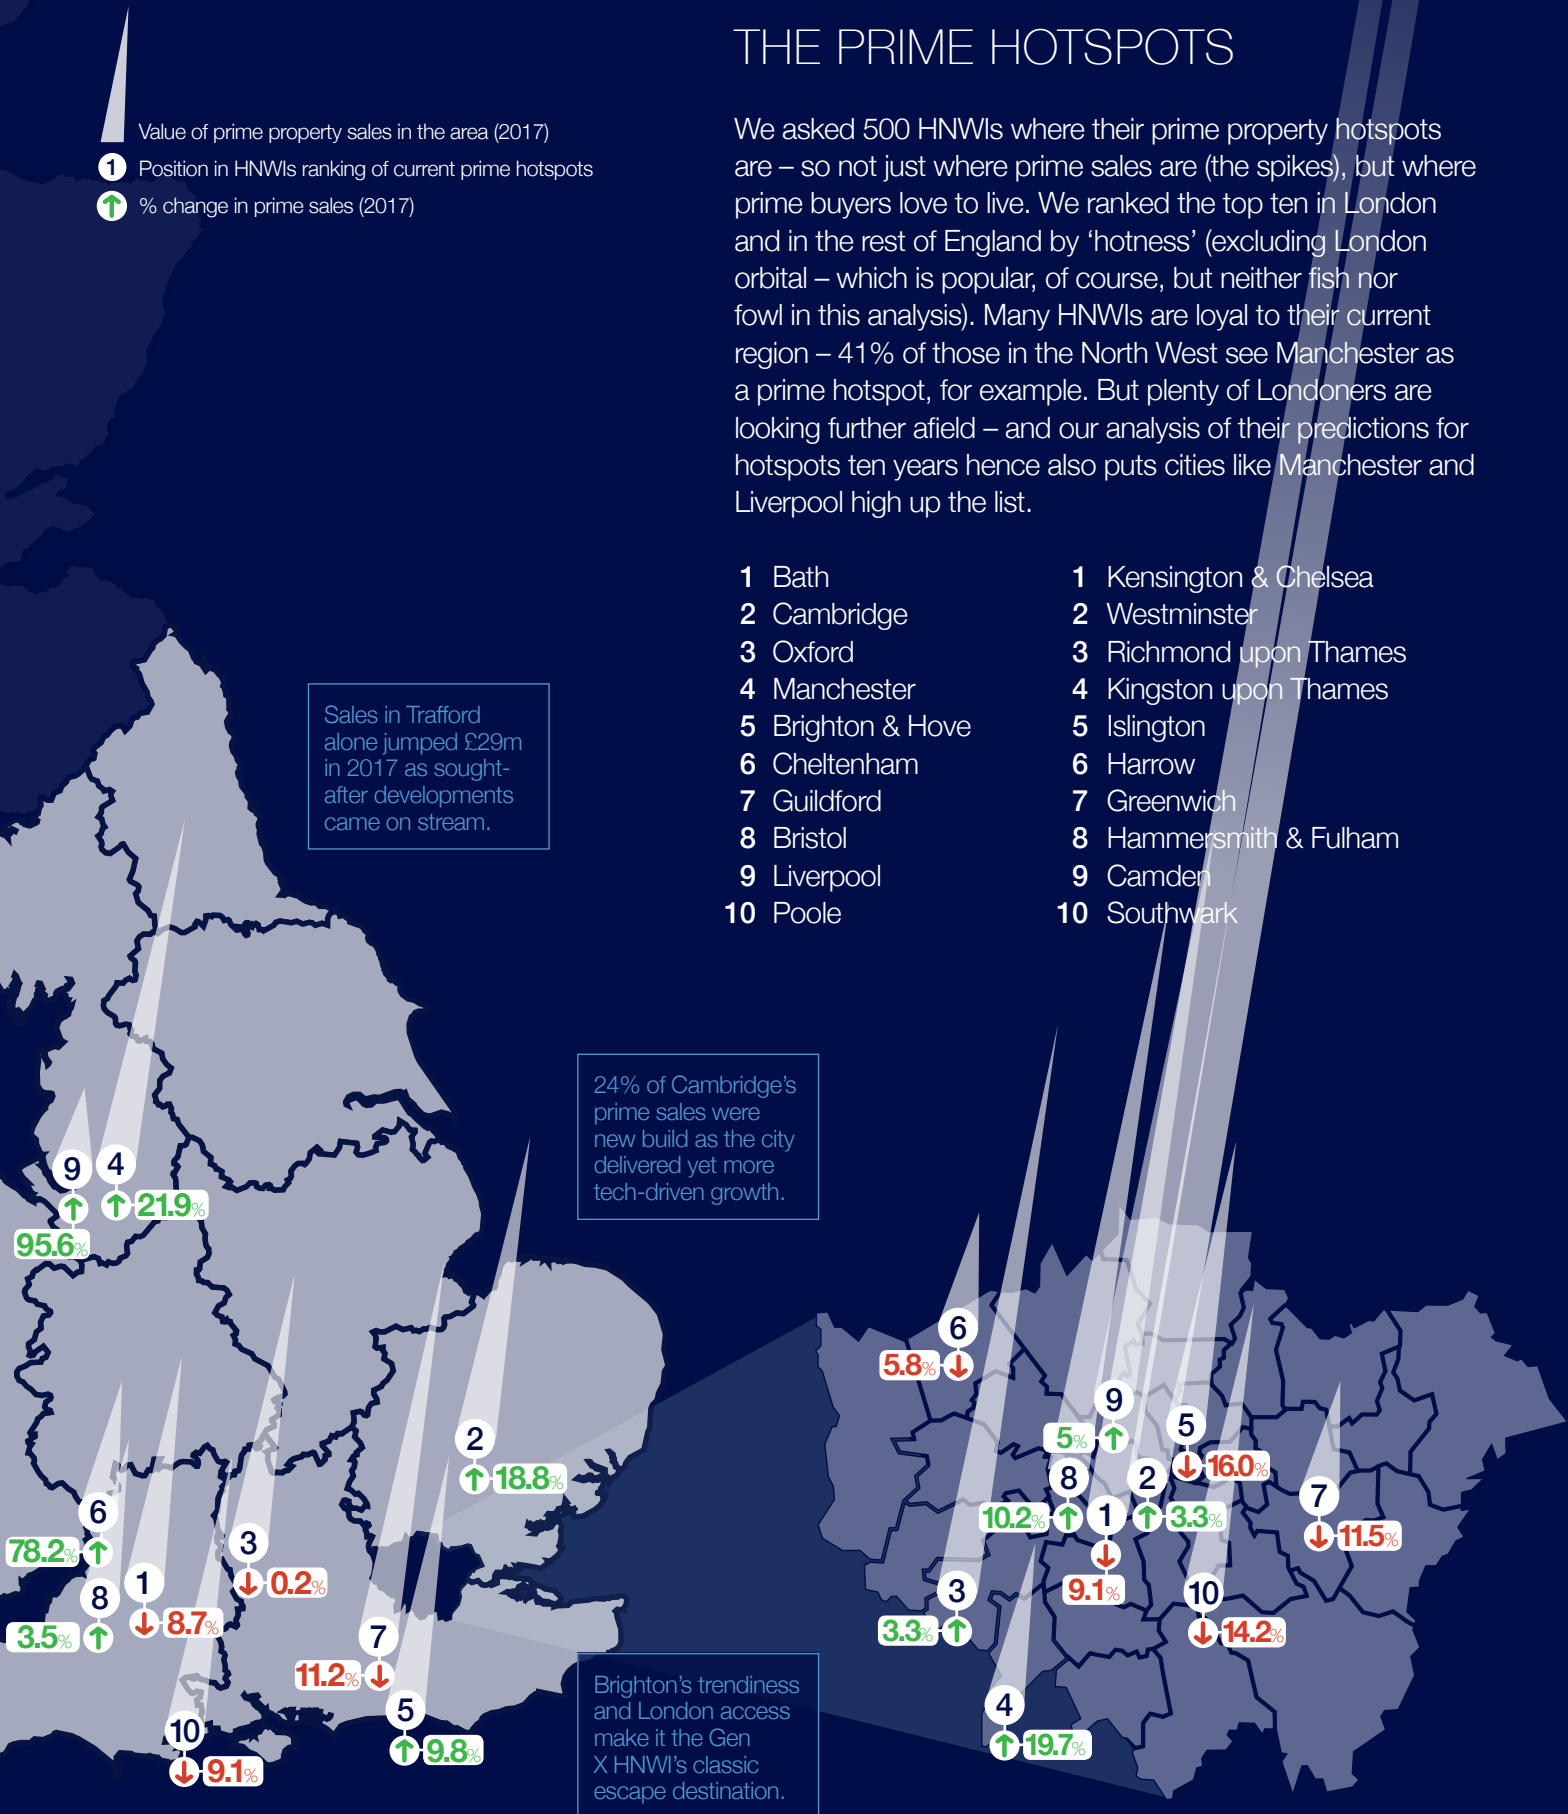 THE PRIME HOTSPOTS
Value of prime property sales in the area (2017)
1 Position in HNWIs ranking of current prime hotspots
% change in prime sales (2017)
We asked 500 HNWIs where their prime property hotspots
are – so not just where prime sales are (the spikes), but where
prime buyers love to live. We ranked the top ten in London
and in the rest of England by ‘hotness’ (excluding London
orbital – which is popular, of course, but neither fish nor
fowl in this analysis). Many HNWIs are loyal to their current
region – 41% of those in the North West see Manchester as
a prime hotspot, for example. But plenty of Londoners are
looking further afield – and our analysis of their predictions for
hotspots ten years hence also puts cities like Manchester and
Liverpool high up the list.
1 Bath
2 Cambridge
3 Oxford
4 Manchester
5 Brighton & Hove
6 Cheltenham
7 Guildford
8 Bristol
9 Liverpool
10 Poole
1 Kensington & Chelsea
2 Westminster
3 Richmond upon Thames
4 Kingston upon Thames
5 Islington
6 Harrow
7 Greenwich
8 Hammersmith & Fulham
9 Camden
10 Southwark
Sales in Trafford
alone jumped £29m
in 2017 as sought-
after developments
came on stream.
24% of Cambridge’s
prime sales were
new build as the city
delivered yet more
tech-driven growth.
9
95.6%
4
21.9%
2
18.8%
6
78.2%
3
0.2%
1
8.7%
8
3.5%
7
11.2%
5
9.8%
10
9.1%
Brighton’s trendiness
and London access
make it the Gen
X HNWI’s classic
escape destination.
6
5.8%
9
5%
5
16.0%
8
10.2%
2
3.3%
1
9.1%
7
11.5%
3
3.3%
10
14.2%
4
19.7%